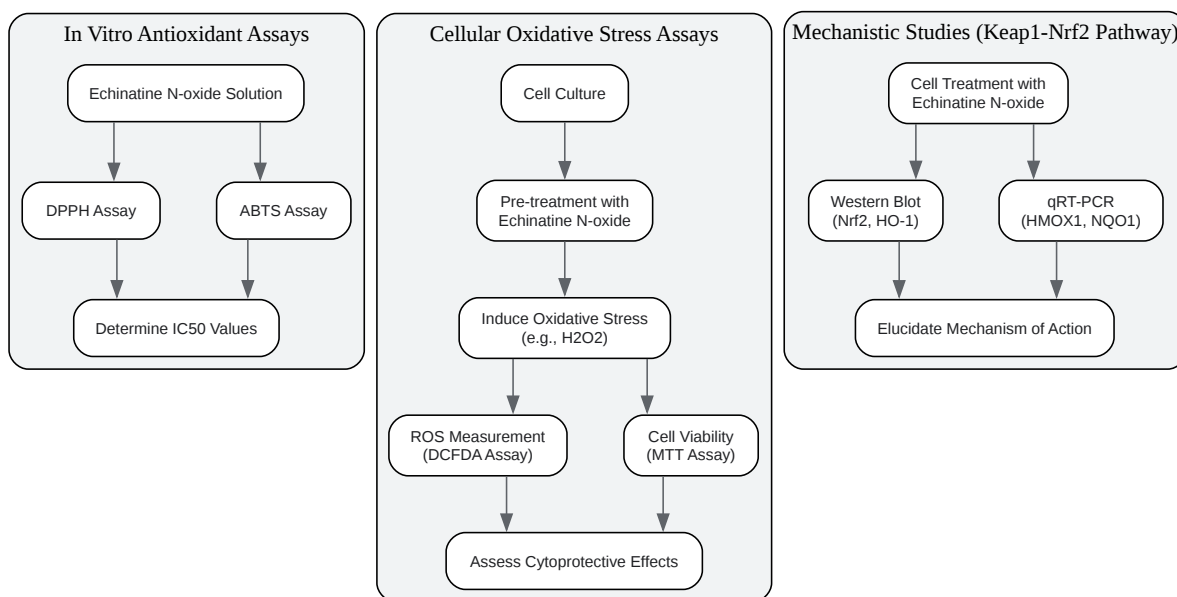 In Vitro Antioxidant Assays
Echinatine N-oxide Solution
DPPH Assay
ABTS Assay
Determine IC50 Values
Cellular Oxidative Stress Assays
Cell Culture
Pre-treatment with
Echinatine N-oxide
Induce Oxidative Stress
(e.g., H2O2)
ROS Measurement
(DCFDA Assay)
Cell Viability
(MTT Assay)
Assess Cytoprotective Effects
Mechanistic Studies (Keap1-Nrf2 Pathway)
Cell Treatment with
Echinatine N-oxide
Western Blot
(Nrf2, HO-1)
qRT-PCR
(HMOX1, NQO1)
Elucidate Mechanism of Action